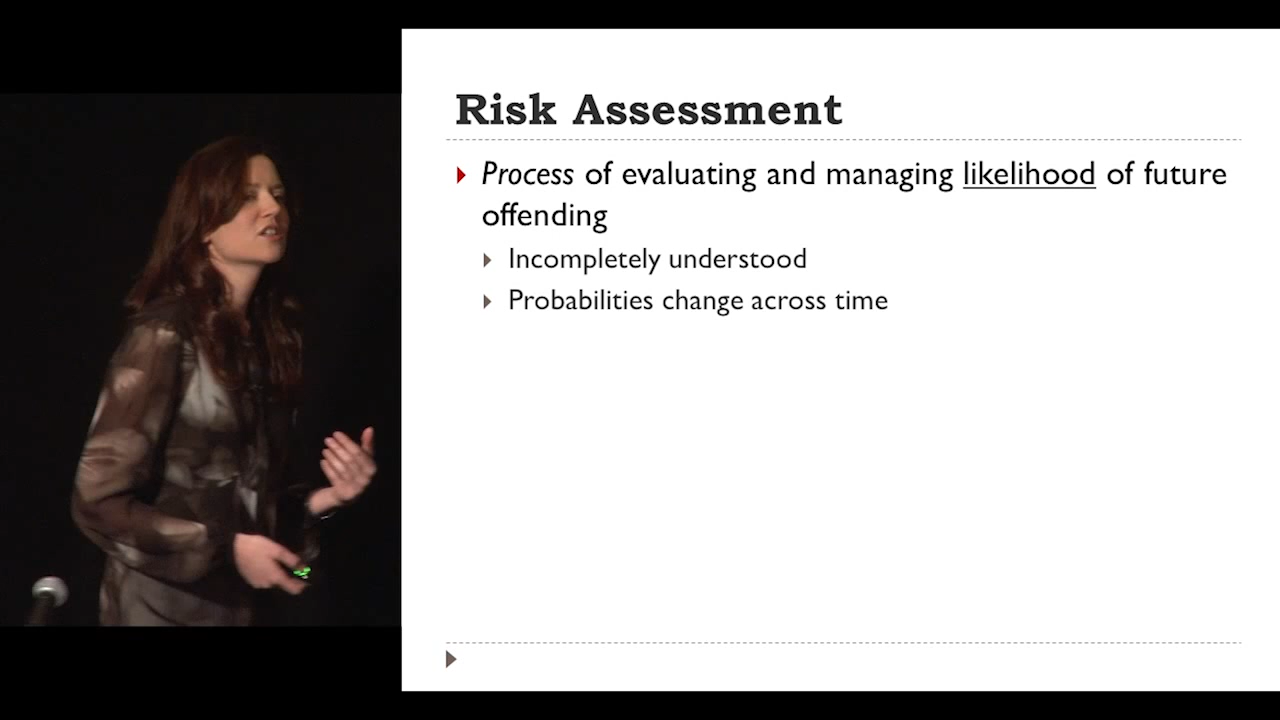 Risk Assessment
Process of evaluating and managing likelihood of future
offending
Incompletely understood
Probabilities change across time